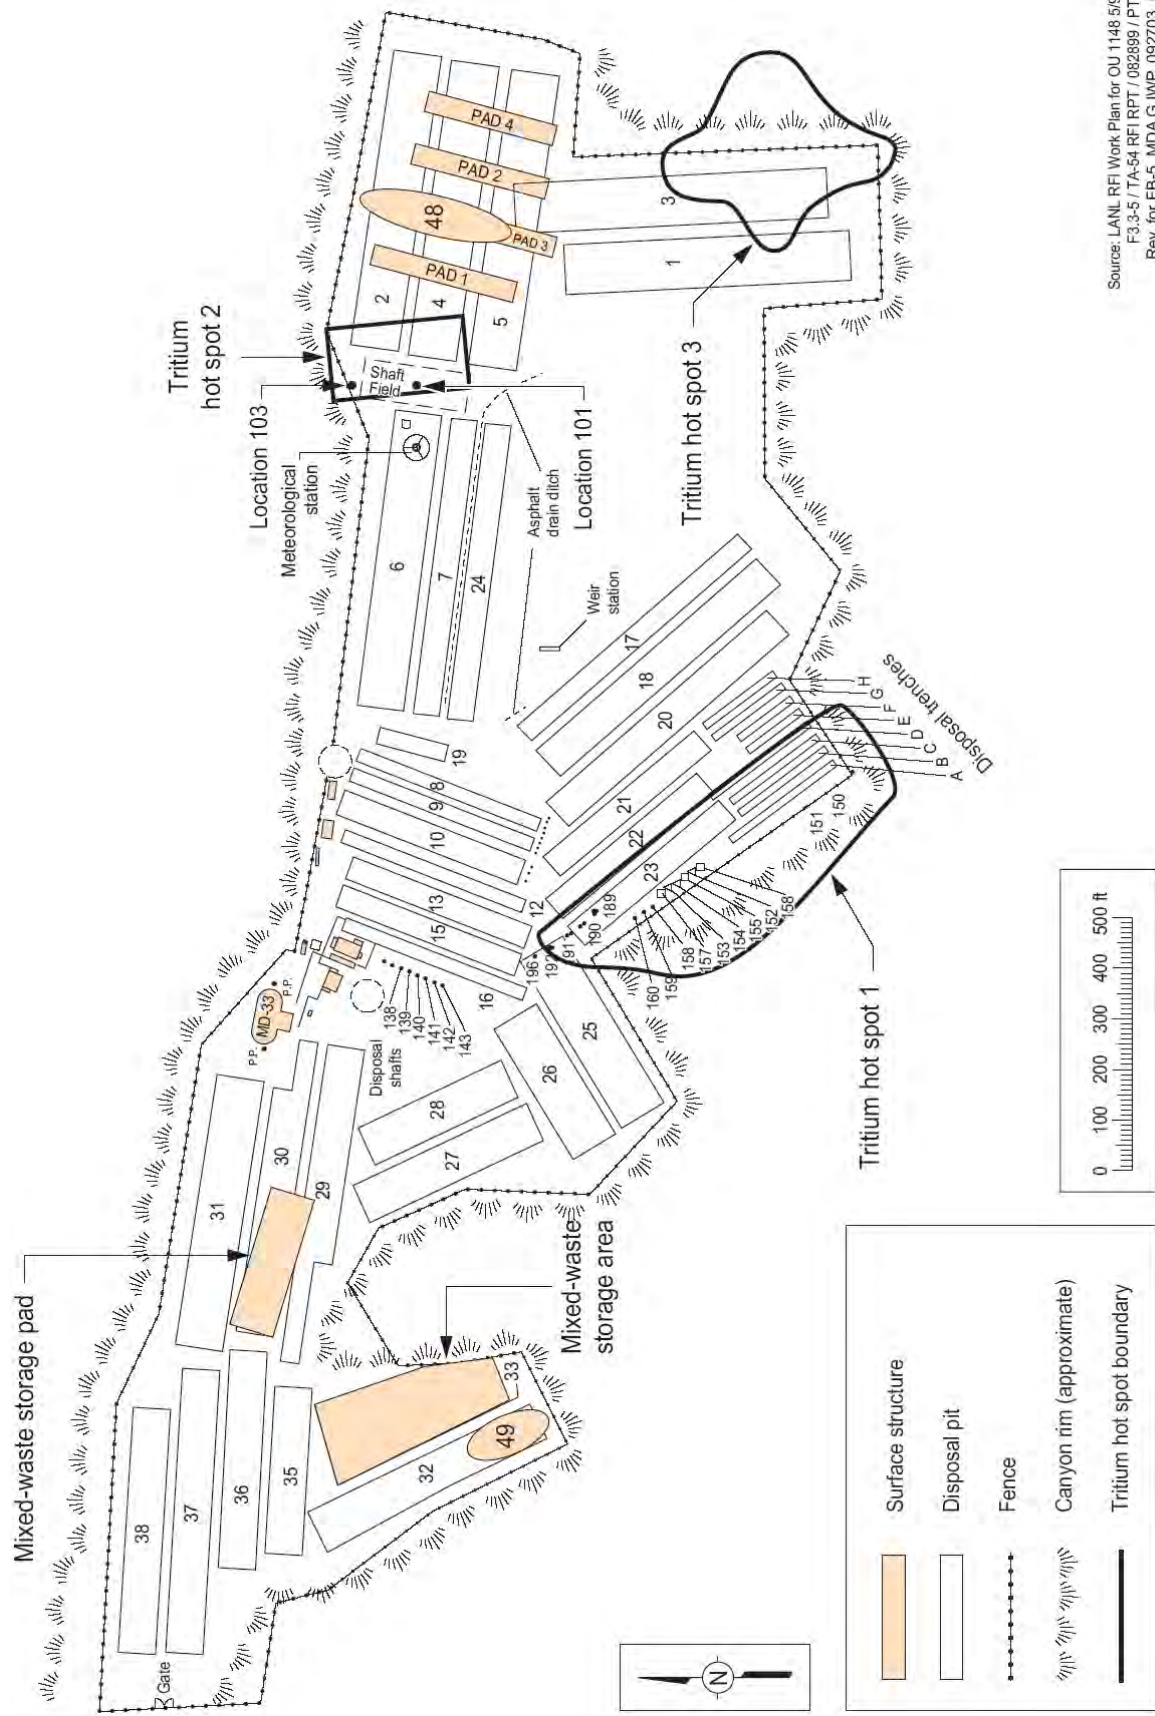 Mixed-waste storage pad
38
37
36
35
31
30
29
32
33
49
Gate
Mixed-waste
storage area
MD-33
P.P.
P.P.
Disposal
shafts
138
139
140
141
142
143
28
27
26
25
16
15
13
12
10
9
8
19
6
7
24
Meteorological
station
Location 103
Tritium
hot spot 2
Shaft
Field
Location 101
Asphalt
drain ditch
Weir
station
2
4
5
PAD 1
48
PAD 3
PAD 2
PAD 4
1
3
Tritium hot spot 3
17
18
20
21
22
23
196
192
191
190
189
160
159
158
157
153
154
155
152
158
151
150
H
G
F
E
D
C
B
A
Disposal trenches
Tritium hot spot 1
N
Surface structure
Disposal pit
Fence
Canyon rim (approximate)
Tritium hot spot boundary
0 100 200 300 400 500 ft
Source: LANL RFI Work Plan for OU 1148 5/9
F3.3-5 / TA-54 RFI RPT / 082899 / PT
Rev. for FB-5, MDA G IWP, 092703,